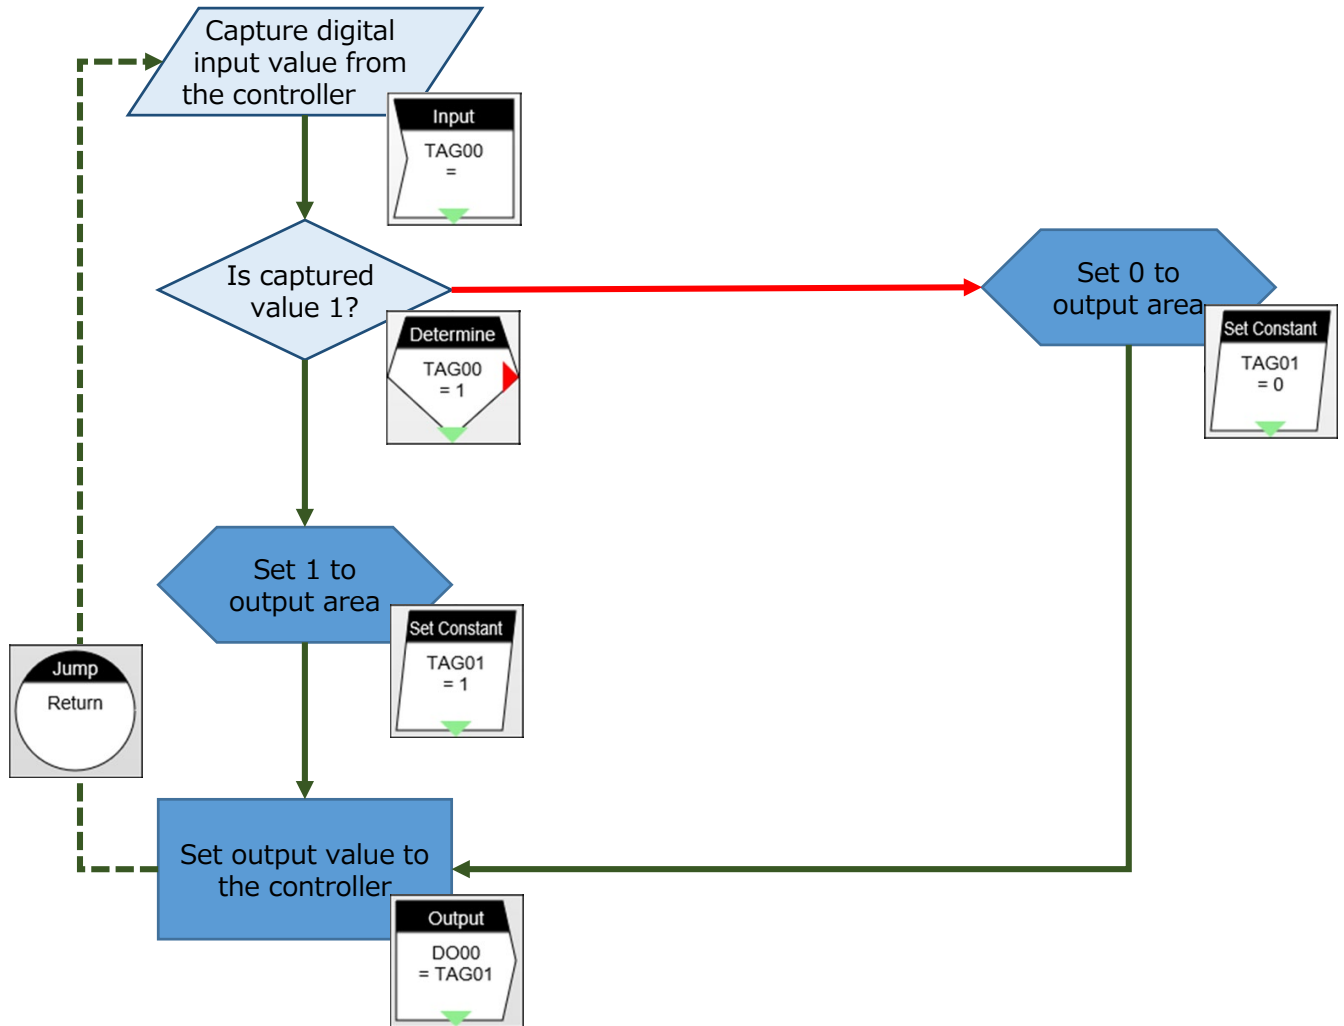 Capture digital
input value from
the controller
Input
TAG00
=
Is captured
value 1?
Determine
TAG00
= 1
Set 0 to
output area
Set Constant
TAG01
= 0
Set 1 to
output area
Set Constant
TAG01
= 1
Jump
Return
Set output value to
the controller
Output
DO00
= TAG01